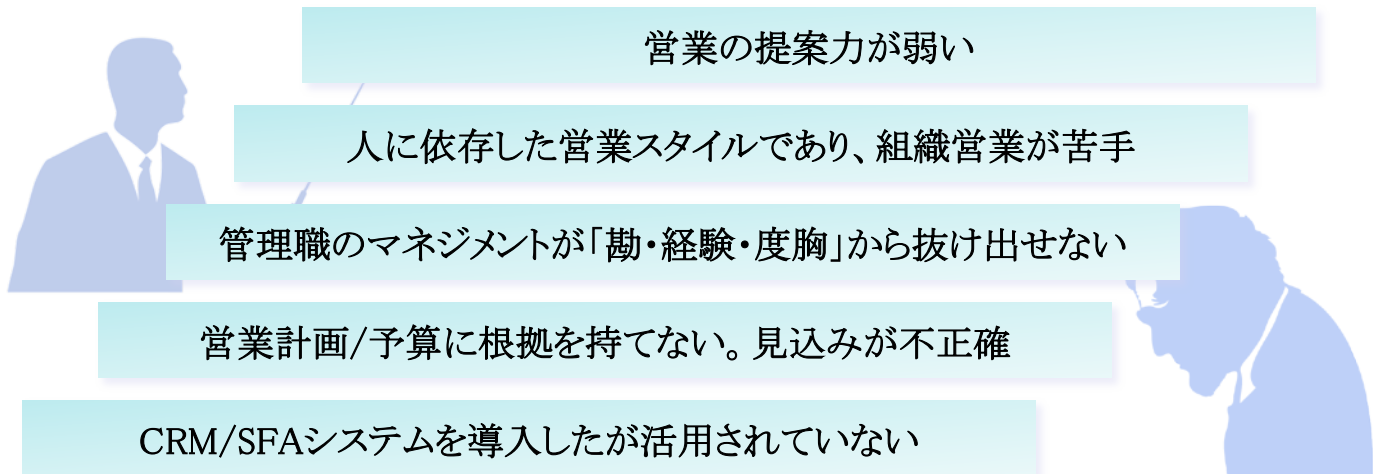 営業の提案力が弱い
人に依存した営業スタイルであり、組織営業が苦手
管理職のマネジメントが「勘・経験・度胸」から抜け出せない
営業計画/予算に根拠を持てない。見込みが不正確
CRM/SFAシステムを導入したが活用されていない